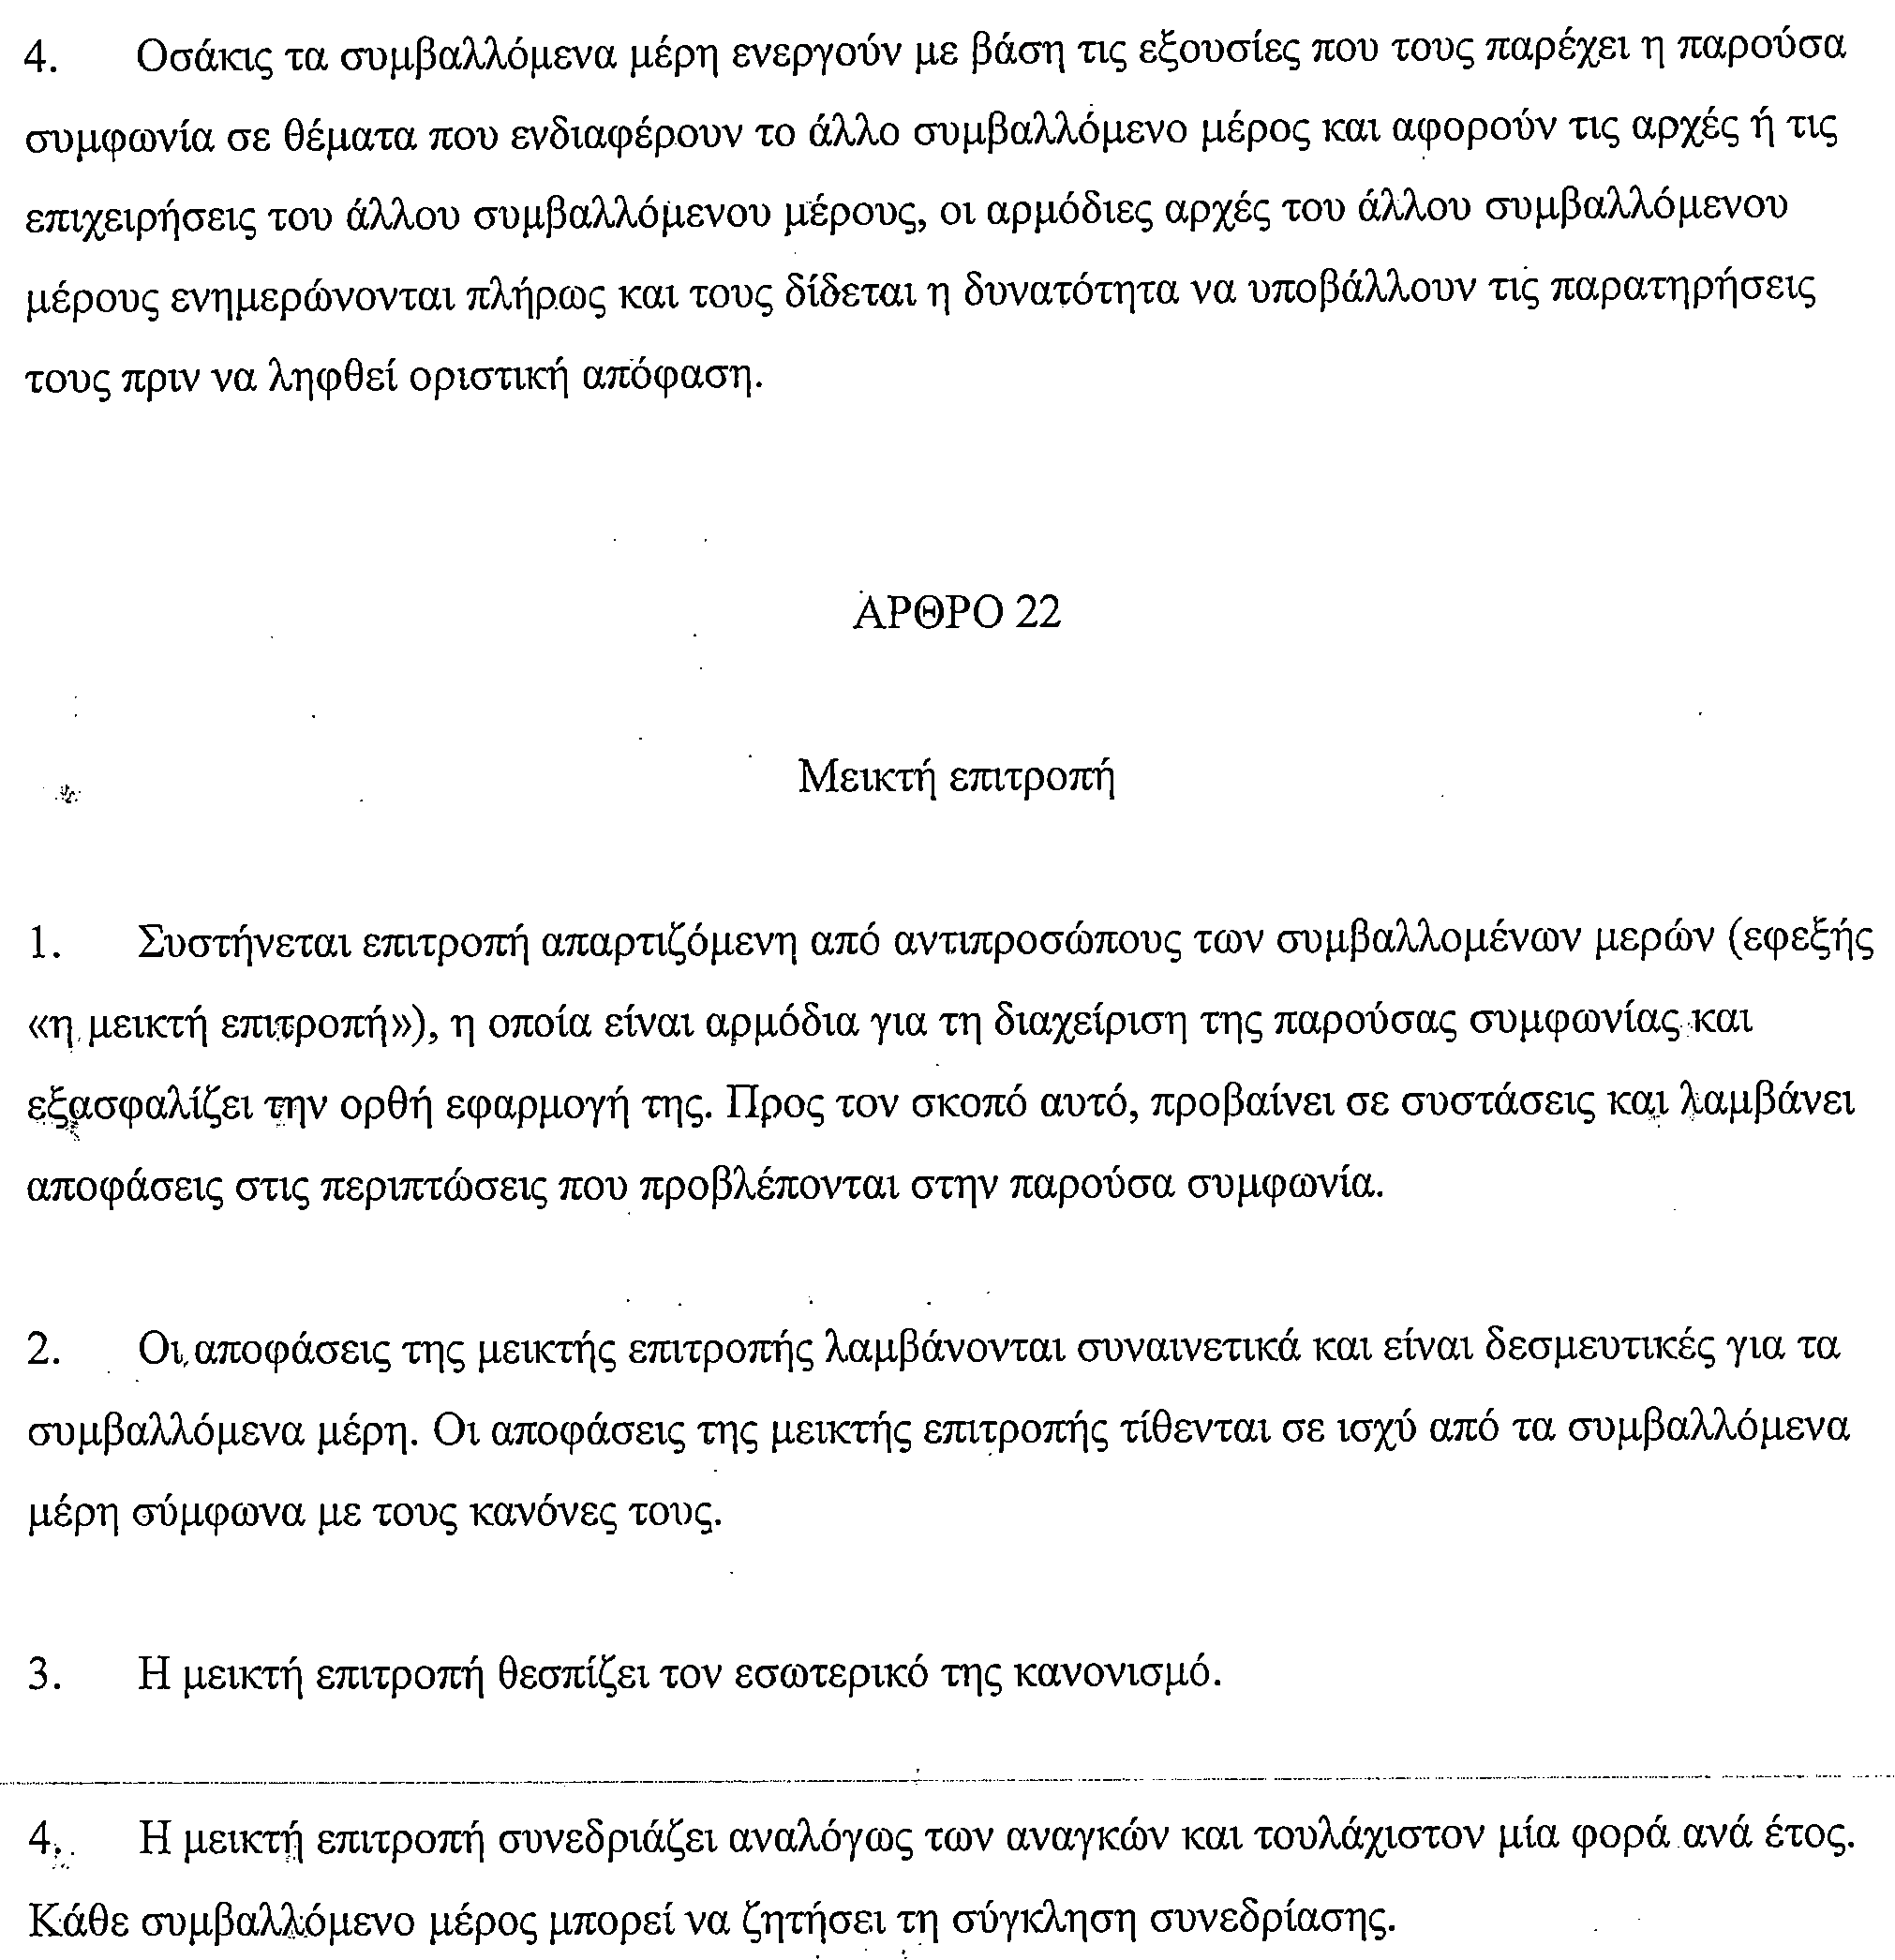 4. Οσάκις τα συμβαλλόμενα μέρη ενεργούν με βάση τις εξουσίες που τους παρέχει η παρούσα
συμφωνία σε θέματα που ενδιαφέρουν το άλλο συμβαλλόμενο μέρος και αφορούν τις αρχές ή τις
επιχειρήσεις του άλλου συμβαλλόμενου μέρους, οι αρμόδιες αρχές του άλλου συμβαλλόμενου
μέρους ενημερώνονται πλήρως και τους δίδεται η δυνατότητα να υποβάλλουν τις παρατηρήσεις
τους πριν να ληφθεί οριστική απόφαση.
ΑΡΘΡΟ 22
Μεικτή επιτροπή
1. Συστήνεται επιτροπή απαρτιζόμενη από αντιπροσώπους των συμβαλλομένων μερών (εφεξής
«η μεικτή επιτροπή»), η οποία είναι αρμόδια για τη διαχείριση της παρούσας συμφωνίας και
εξασφαλίζει την ορθή εφαρμογή της. Προς τον σκοπό αυτό, προβαίνει σε συστάσεις και λαμβάνει
αποφάσεις στις περιπτώσεις που προβλέπονται στην παρούσα συμφωνία.
2. Οι αποφάσεις της μεικτής επιτροπής λαμβάνονται συναινετικά και είναι δεσμευτικές για τα
συμβαλλόμενα μέρη. Οι αποφάσεις της μεικτής επιτροπής τίθενται σε ισχύ από τα συμβαλλόμενα
μέρη σύμφωνα με τους κανόνες τους.
3. Η μεικτή επιτροπή θεσπίζει τον εσωτερικό της κανονισμό.
4. Η μεικτή επιτροπή συνεδριάζει αναλόγως των αναγκών και τουλάχιστον μία φορά ανά έτος.
Κάθε συμβαλλόμενο μέρος μπορεί να ζητήσει τη σύγκληση συνεδρίασης.